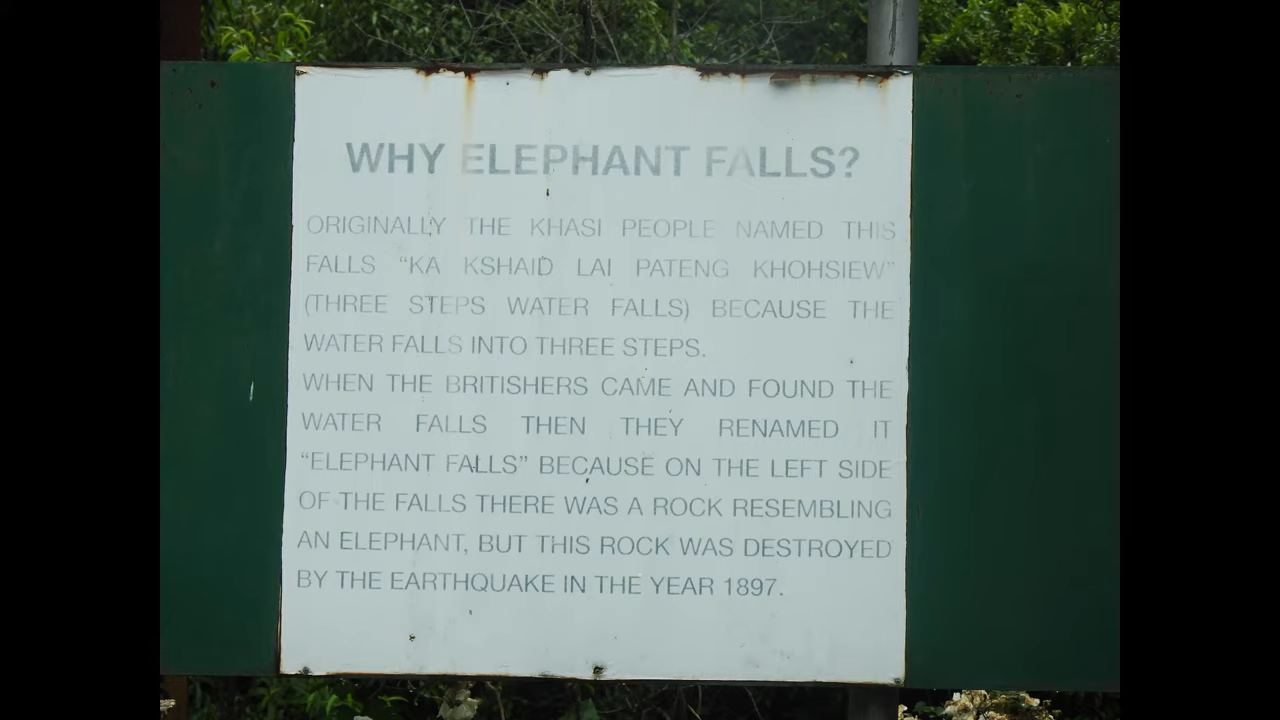 WHY ELEPHANT FALLS?
ORIGINALLY THE KHASI PEOPLE NAMED THIS
FALLS “KA KSHAID LAI PATENG KHOHSIEW”
(THREE STEPS WATER FALLS) BECAUSE THE
WATER FALLS INTO THREE STEPS.
WHEN THE BRITISHERS CAME AND FOUND THE
WATER FALLS THEN THEY RENAMED IT
“ELEPHANT FALLS” BECAUSE ON THE LEFT SIDE
OF THE FALLS THERE WAS A ROCK RESEMBLING
AN ELEPHANT, BUT THIS ROCK WAS DESTROYED
BY THE EARTHQUAKE IN THE YEAR 1897.